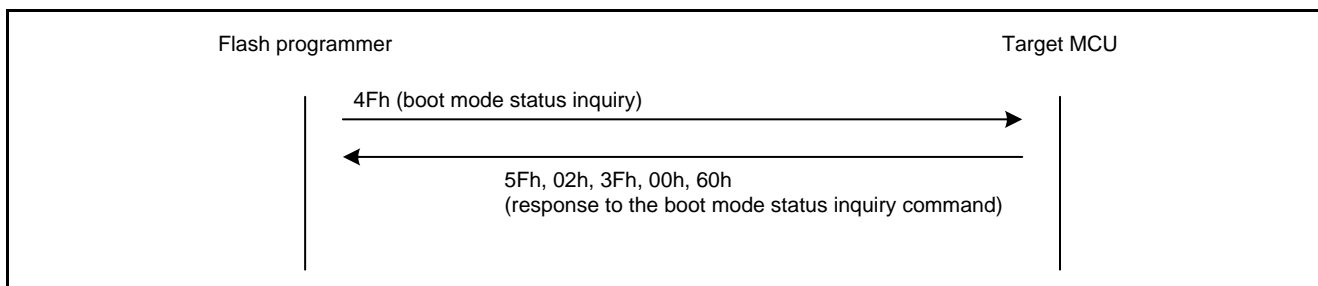 Flash programmer
Target MCU
4Fh (boot mode status inquiry)
5Fh, 02h, 3Fh, 00h, 60h
(response to the boot mode status inquiry command)